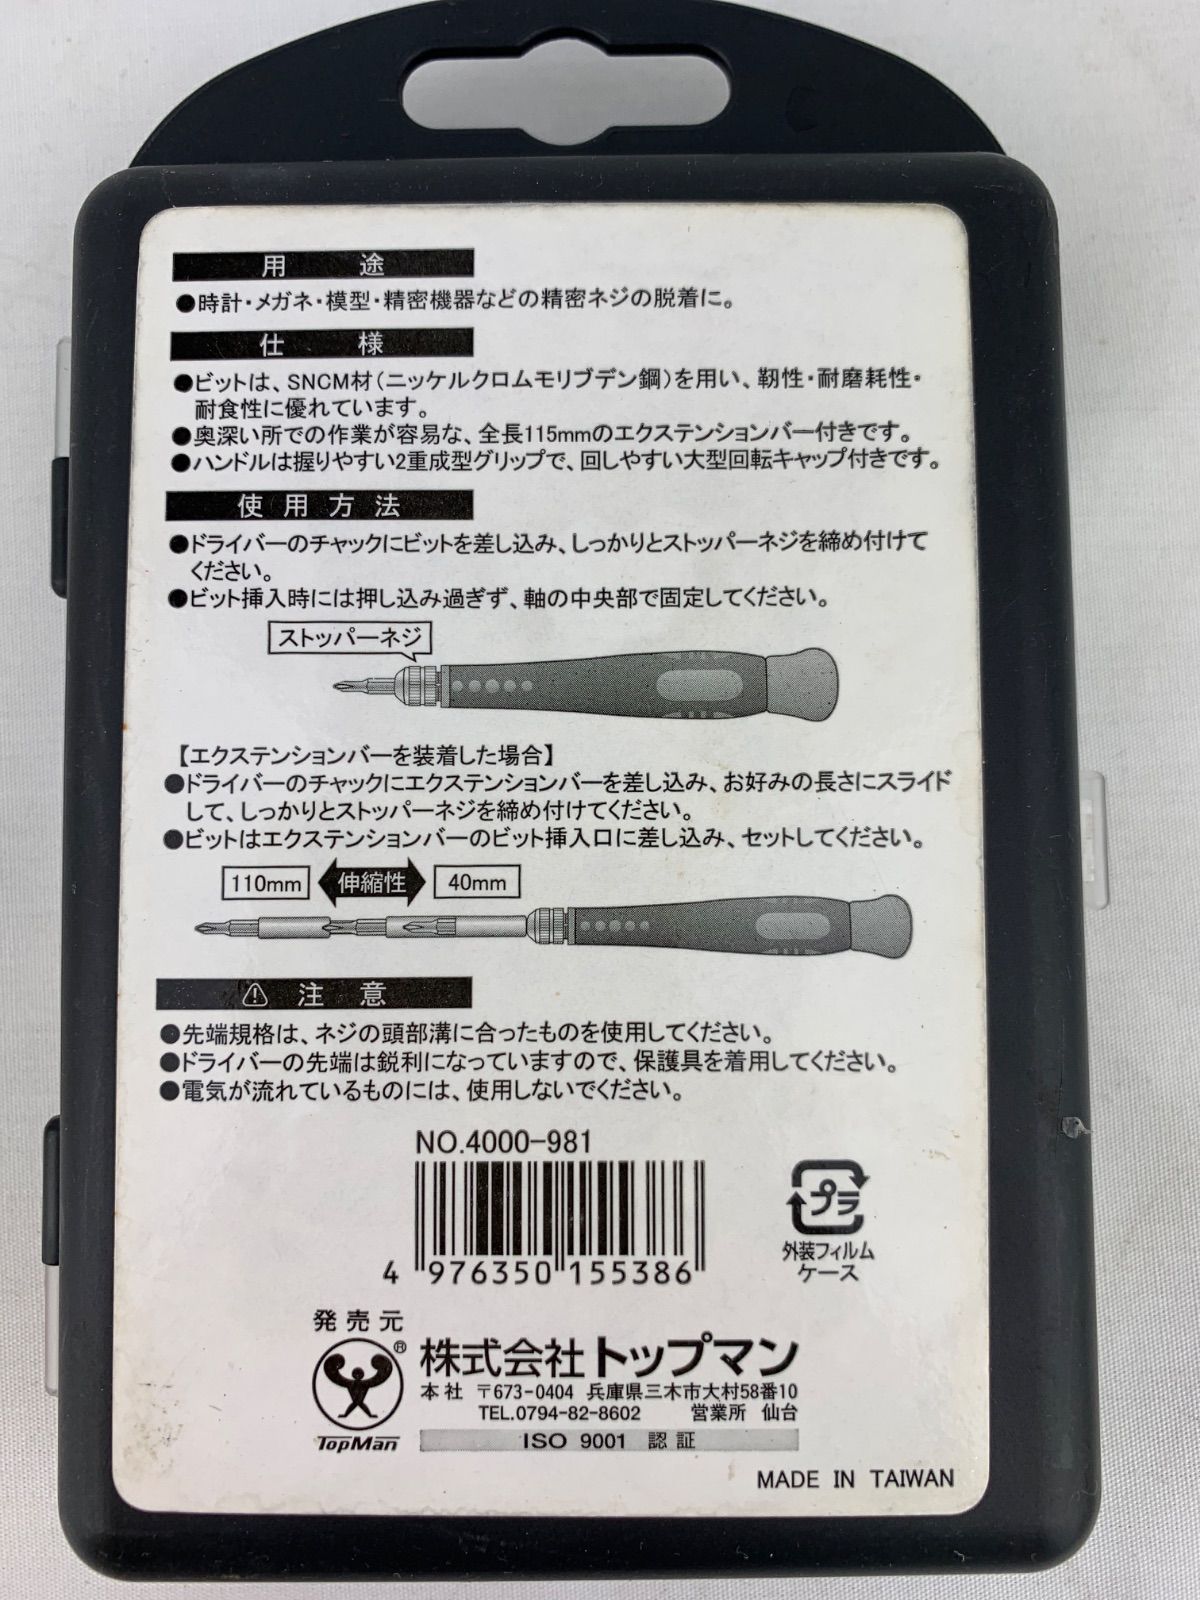 用途
●時計・メガネ・模型・精密機器などの精密ネジの脱着に。
仕様
●ビットは、SNCM材(ニッケルクロムモリブデン鋼)を用い、靭性・耐磨耗性・
耐食性に優れています。
●奥深い所での作業が容易な、全長115mmのエクステンションバー付きです。
●ハンドルは握りやすい2重成型グリップで、回しやすい大型回転キャップ付きです。
使用方法
●ドライバーのチャックにビットを差し込み、しっかりとストッパーネジを締め付けて
ください。
●ビット挿入時には押し込み過ぎず、軸の中央部で固定してください。
ストッパーネジ
【エクステンションバーを装着した場合】
●ドライバーのチャックにエクステンションバーを差し込み、お好みの長さにスライド
して、しっかりとストッパーネジを締め付けてください。
●ビットはエクステンションバーのビット挿入口に差し込み、セットしてください。
110mm 伸縮性 40mm
⚠ 注意
●先端規格は、ネジの頭部溝に合ったものを使用してください。
●ドライバーの先端は鋭利になっていますので、保護具を着用してください。
●電気が流れているものには、使用しないでください。
NO.4000-981
4 976350 155386
プラ
外装フィルム
ケース
発売元
株式会社トップマン
本社 〒673-0404 兵庫県三木市大村58番10
TEL.0794-82-8602 営業所 仙台
®
TopMan
ISO 9001 認証
MADE IN TAIWAN